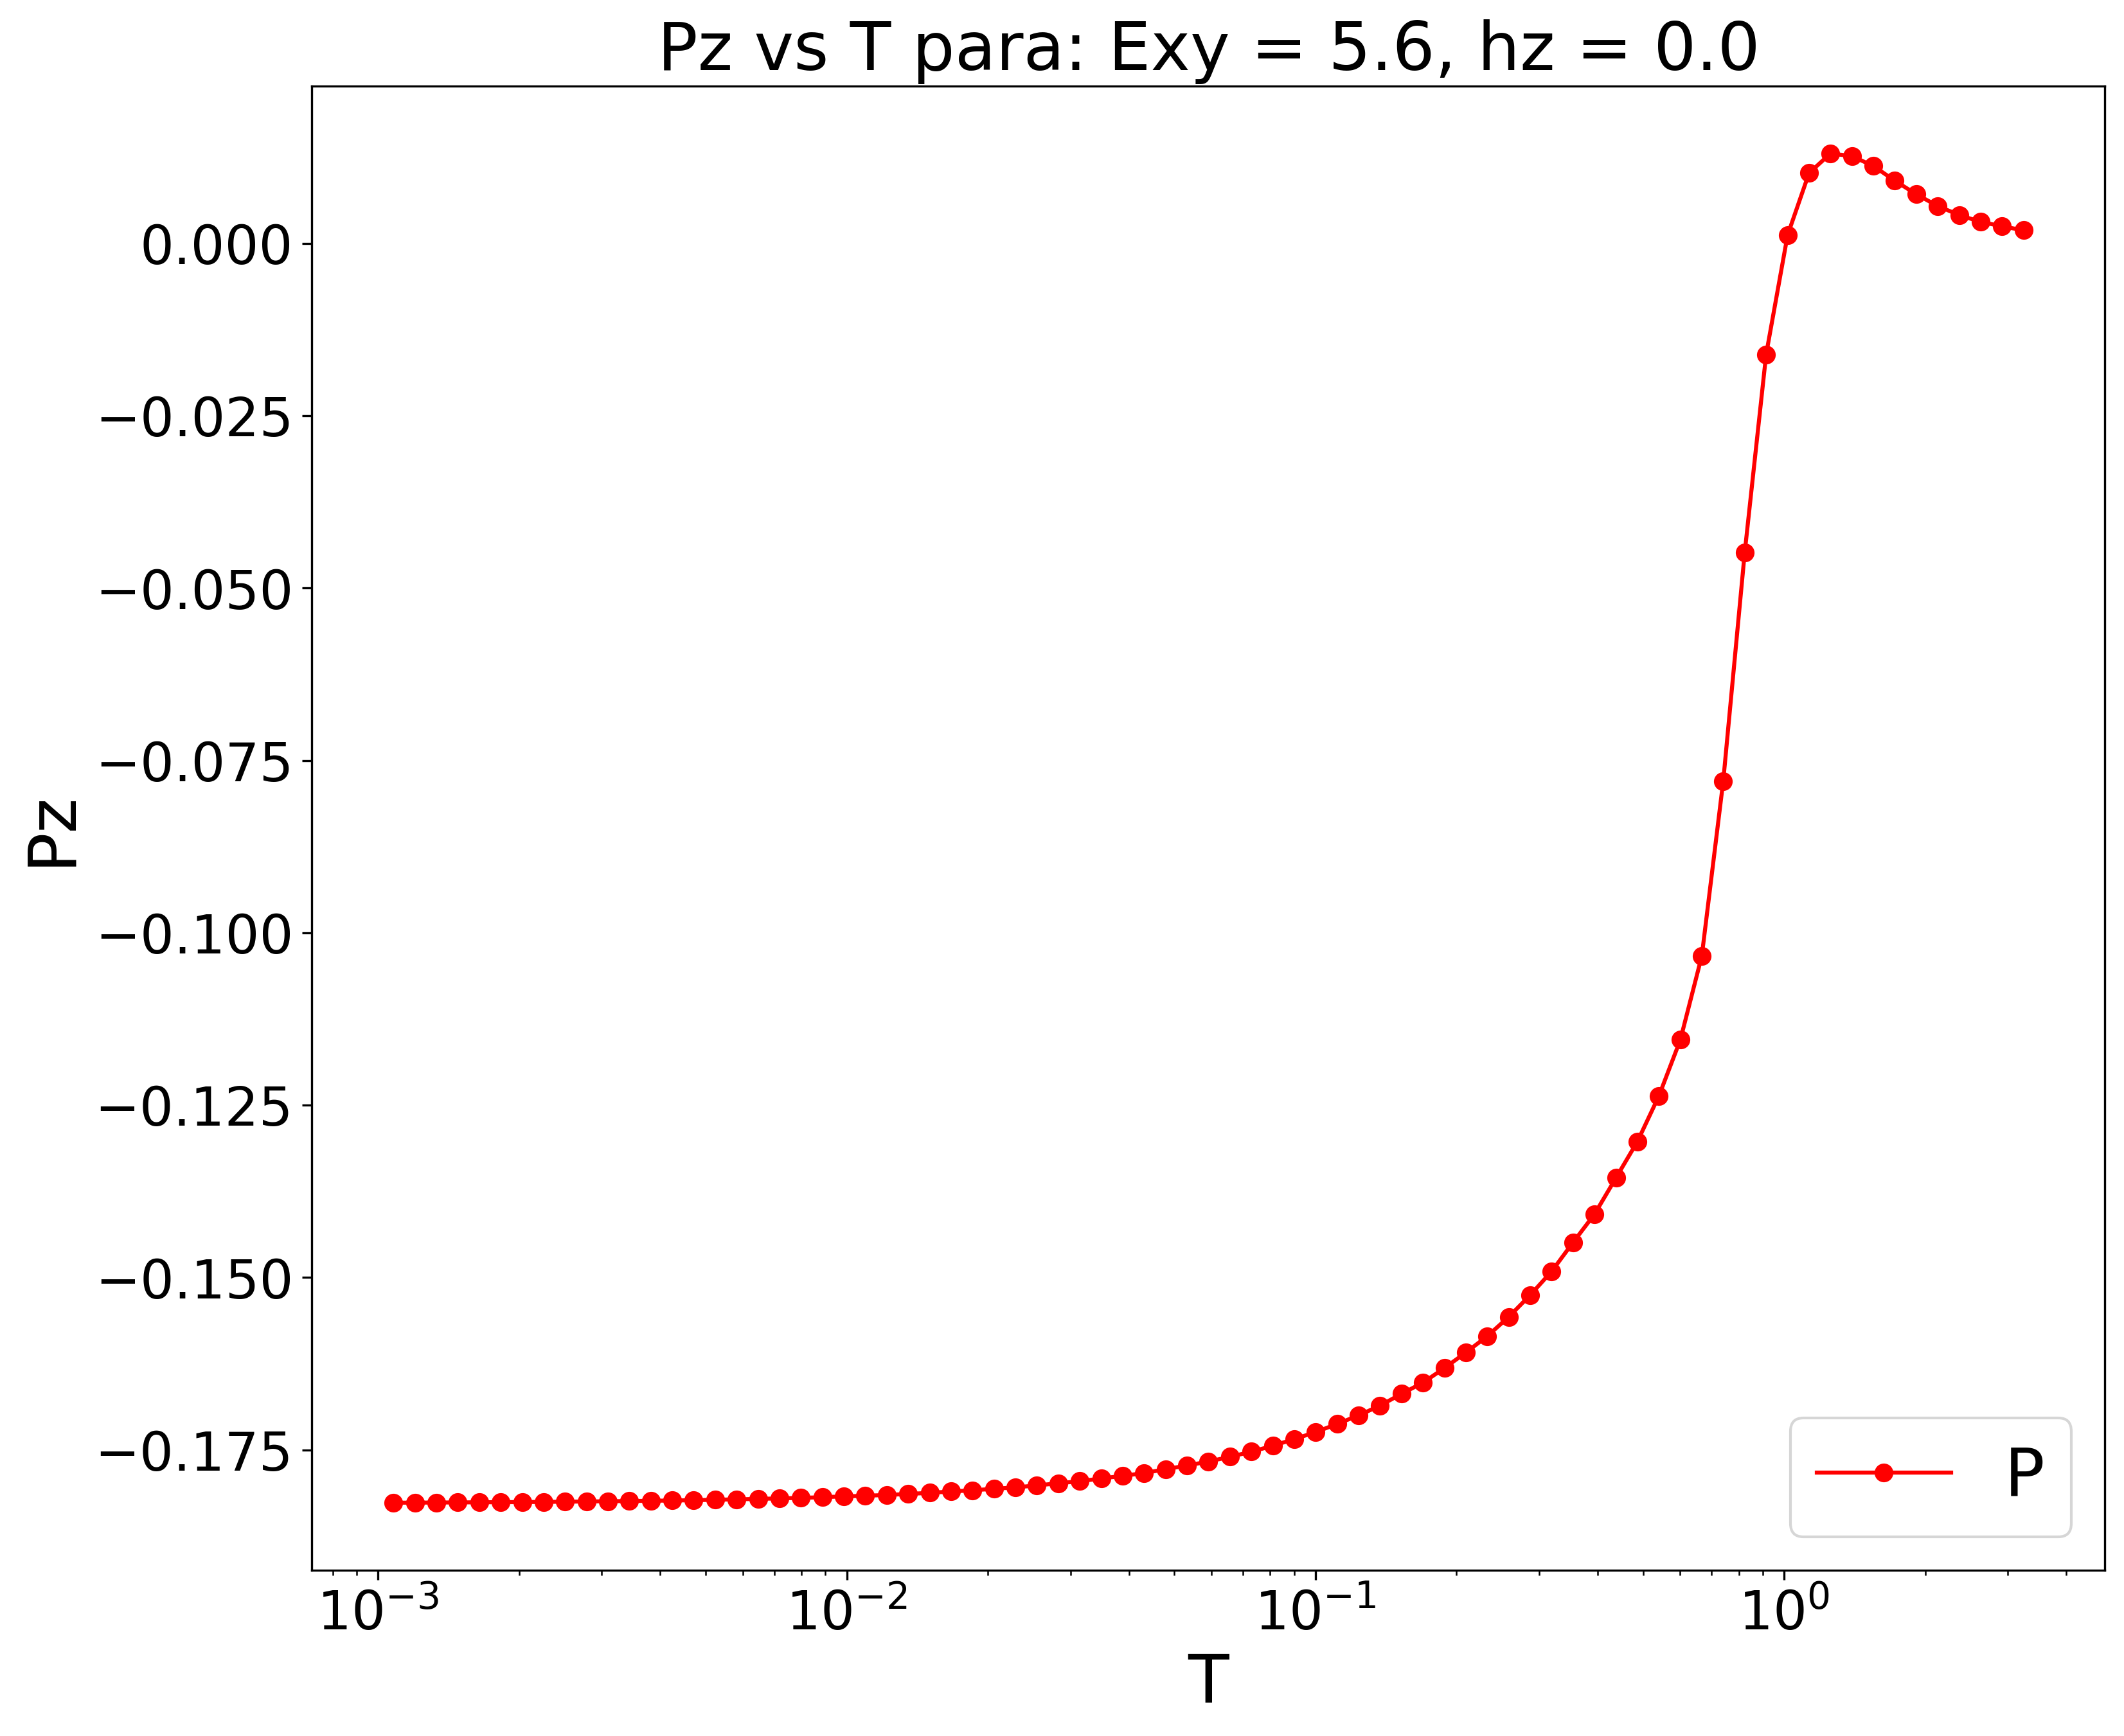 Pz vs T para: Exy = 5.6, hz = 0.0
0.000
−0.025
−0.050
−0.075
−0.100
−0.125
−0.150
−0.175
Pz
P
10⁻³ 10⁻² 10⁻¹ 10⁰
T